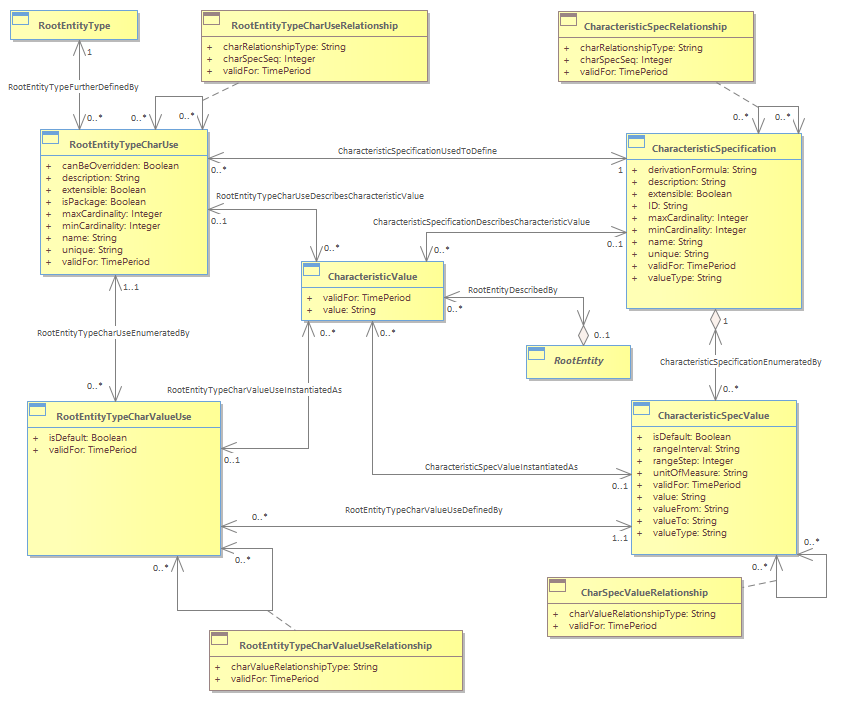 RootEntityType
RootEntityTypeCharUseRelationship
+ charRelationshipType: String
+ charSpecSeq: Integer
+ validFor: TimePeriod
CharacteristicSpecRelationship
+ charRelationshipType: String
+ charSpecSeq: Integer
+ validFor: TimePeriod
1
RootEntityTypeFurtherDefinedBy
0..*
0..*
0..*
0..*
0..*
RootEntityTypeCharUse
+ canBeOverridden: Boolean
+ description: String
+ extensible: Boolean
+ isPackage: Boolean
+ maxCardinality: Integer
+ minCardinality: Integer
+ name: String
+ unique: String
+ validFor: TimePeriod
CharacteristicSpecificationUsedToDefine
0..*
1
CharacteristicSpecification
+ derivationFormula: String
+ description: String
+ extensible: Boolean
+ ID: String
+ maxCardinality: Integer
+ minCardinality: Integer
+ name: String
+ unique: String
+ validFor: TimePeriod
+ valueType: String
RootEntityTypeCharUseDescribesCharacteristicValue
0..1
0..*
CharacteristicSpecificationDescribesCharacteristicValue
0..*
0..1
CharacteristicValue
+ validFor: TimePeriod
+ value: String
RootEntityDescribedBy
0..*
0..1
RootEntity
1..1
RootEntityTypeCharUseEnumeratedBy
0..*
0..*
0..*
1
CharacteristicSpecificationEnumeratedBy
0..*
RootEntityTypeCharValueUseInstantiatedAs
0..1
RootEntityTypeCharValueUse
+ isDefault: Boolean
+ validFor: TimePeriod
CharacteristicSpecValueInstantiatedAs
0..1
CharacteristicSpecValue
+ isDefault: Boolean
+ rangeInterval: String
+ rangeStep: Integer
+ unitOfMeasure: String
+ validFor: TimePeriod
+ value: String
+ valueFrom: String
+ valueTo: String
+ valueType: String
RootEntityTypeCharValueUseDefinedBy
0..*
1..1
0..*
0..*
0..*
0..*
CharSpecValueRelationship
+ charValueRelationshipType: String
+ validFor: TimePeriod
RootEntityTypeCharValueUseRelationship
+ charValueRelationshipType: String
+ validFor: TimePeriod